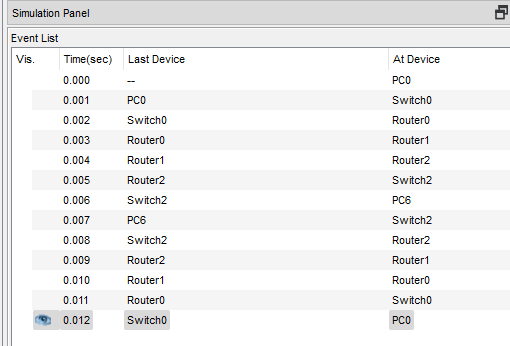 Simulation Panel
Event List
Vis. Time(sec) Last Device At Device
0.000 -- PC0
0.001 PC0 Switch0
0.002 Switch0 Router0
0.003 Router0 Router1
0.004 Router1 Router2
0.005 Router2 Switch2
0.006 Switch2 PC6
0.007 PC6 Switch2
0.008 Switch2 Router2
0.009 Router2 Router1
0.010 Router1 Router0
0.011 Router0 Switch0
0.012 Switch0 PC0